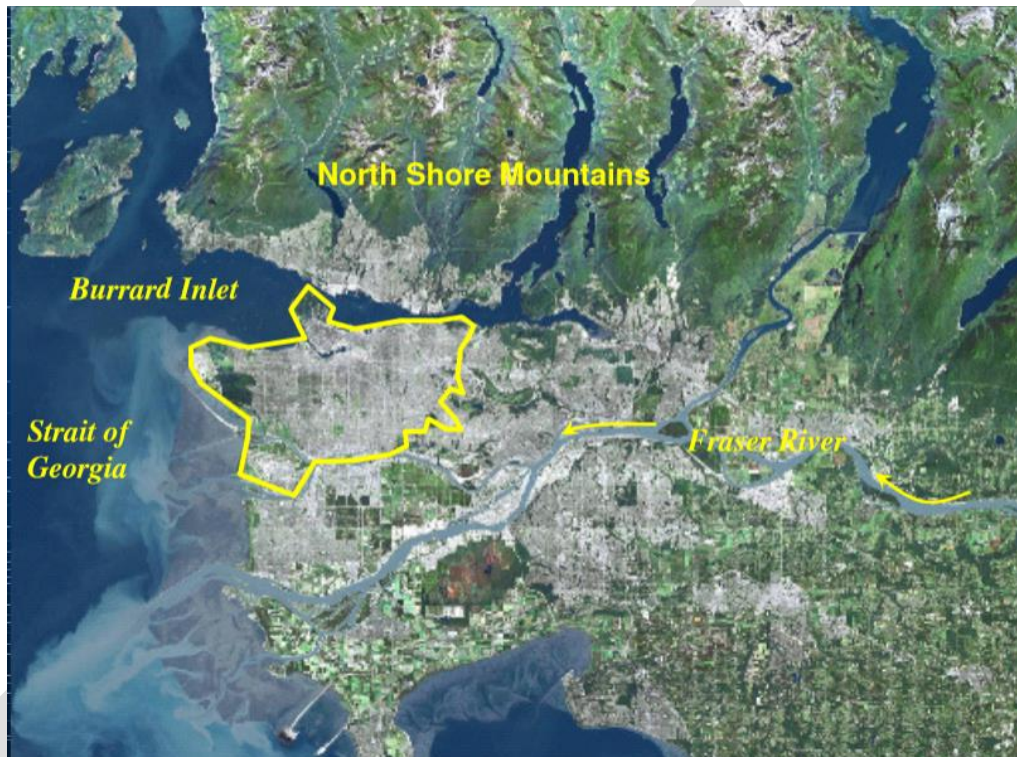 North Shore Mountains
Burrard Inlet
Strait of
Georgia
Fraser River